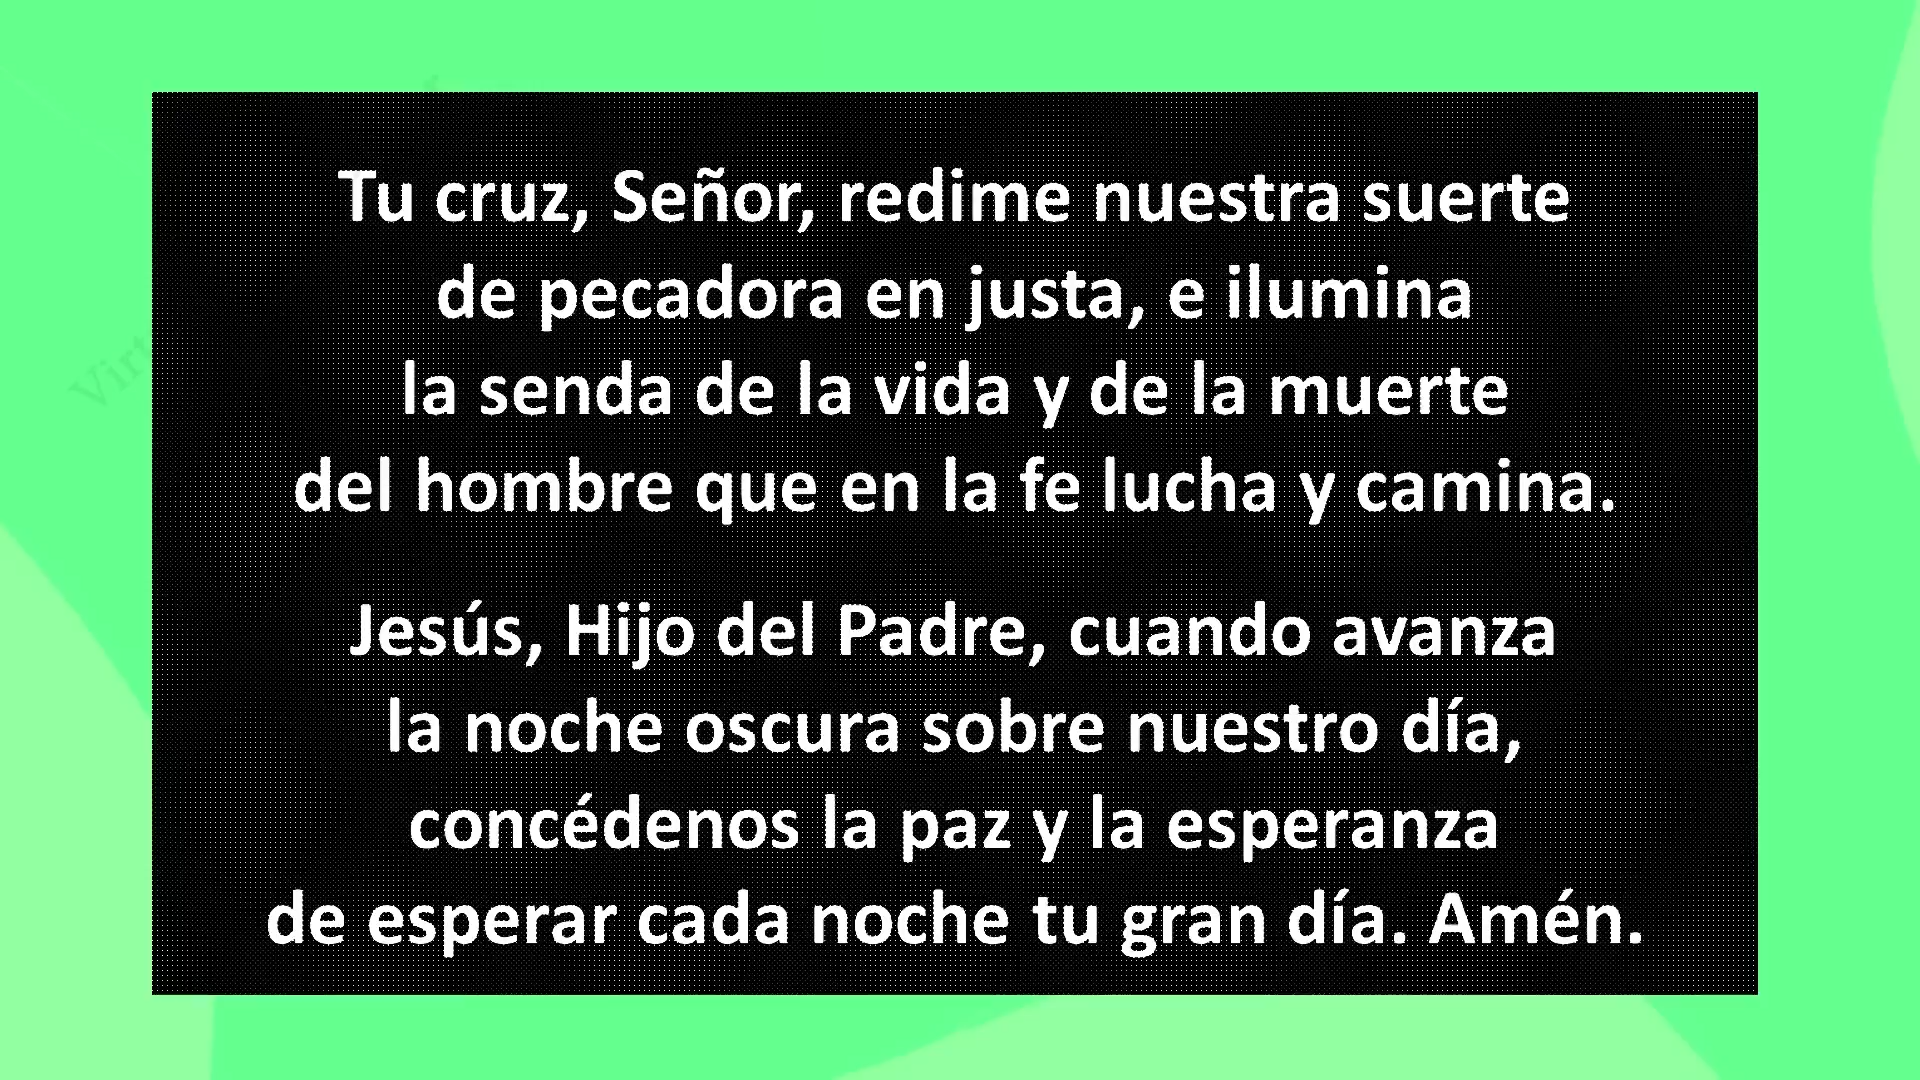 Tu cruz, Señor, redime nuestra suerte
de pecadora en justa, e ilumina
la senda de la vida y de la muerte
del hombre que en la fe lucha y camina.
Jesús, Hijo del Padre, cuando avanza
la noche oscura sobre nuestro día,
concédenos la paz y la esperanza
de esperar cada noche tu gran día. Amén.